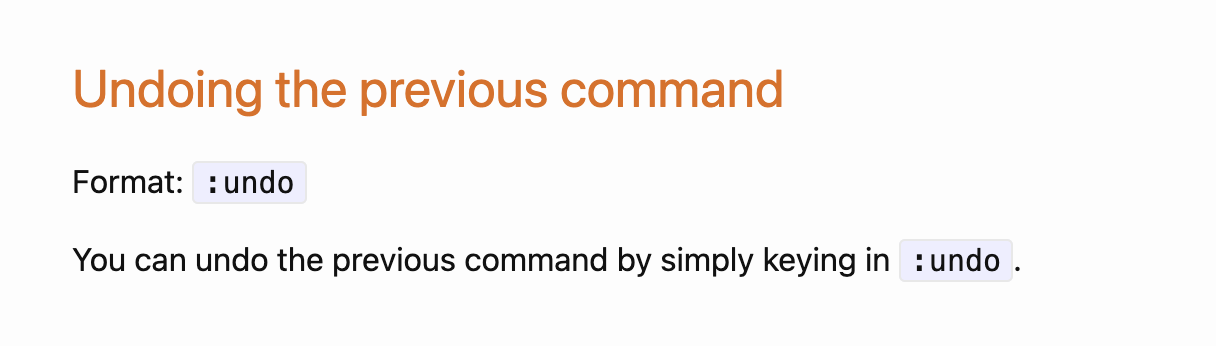 Undoing the previous command
Format: :undo
You can undo the previous command by simply keying in :undo.